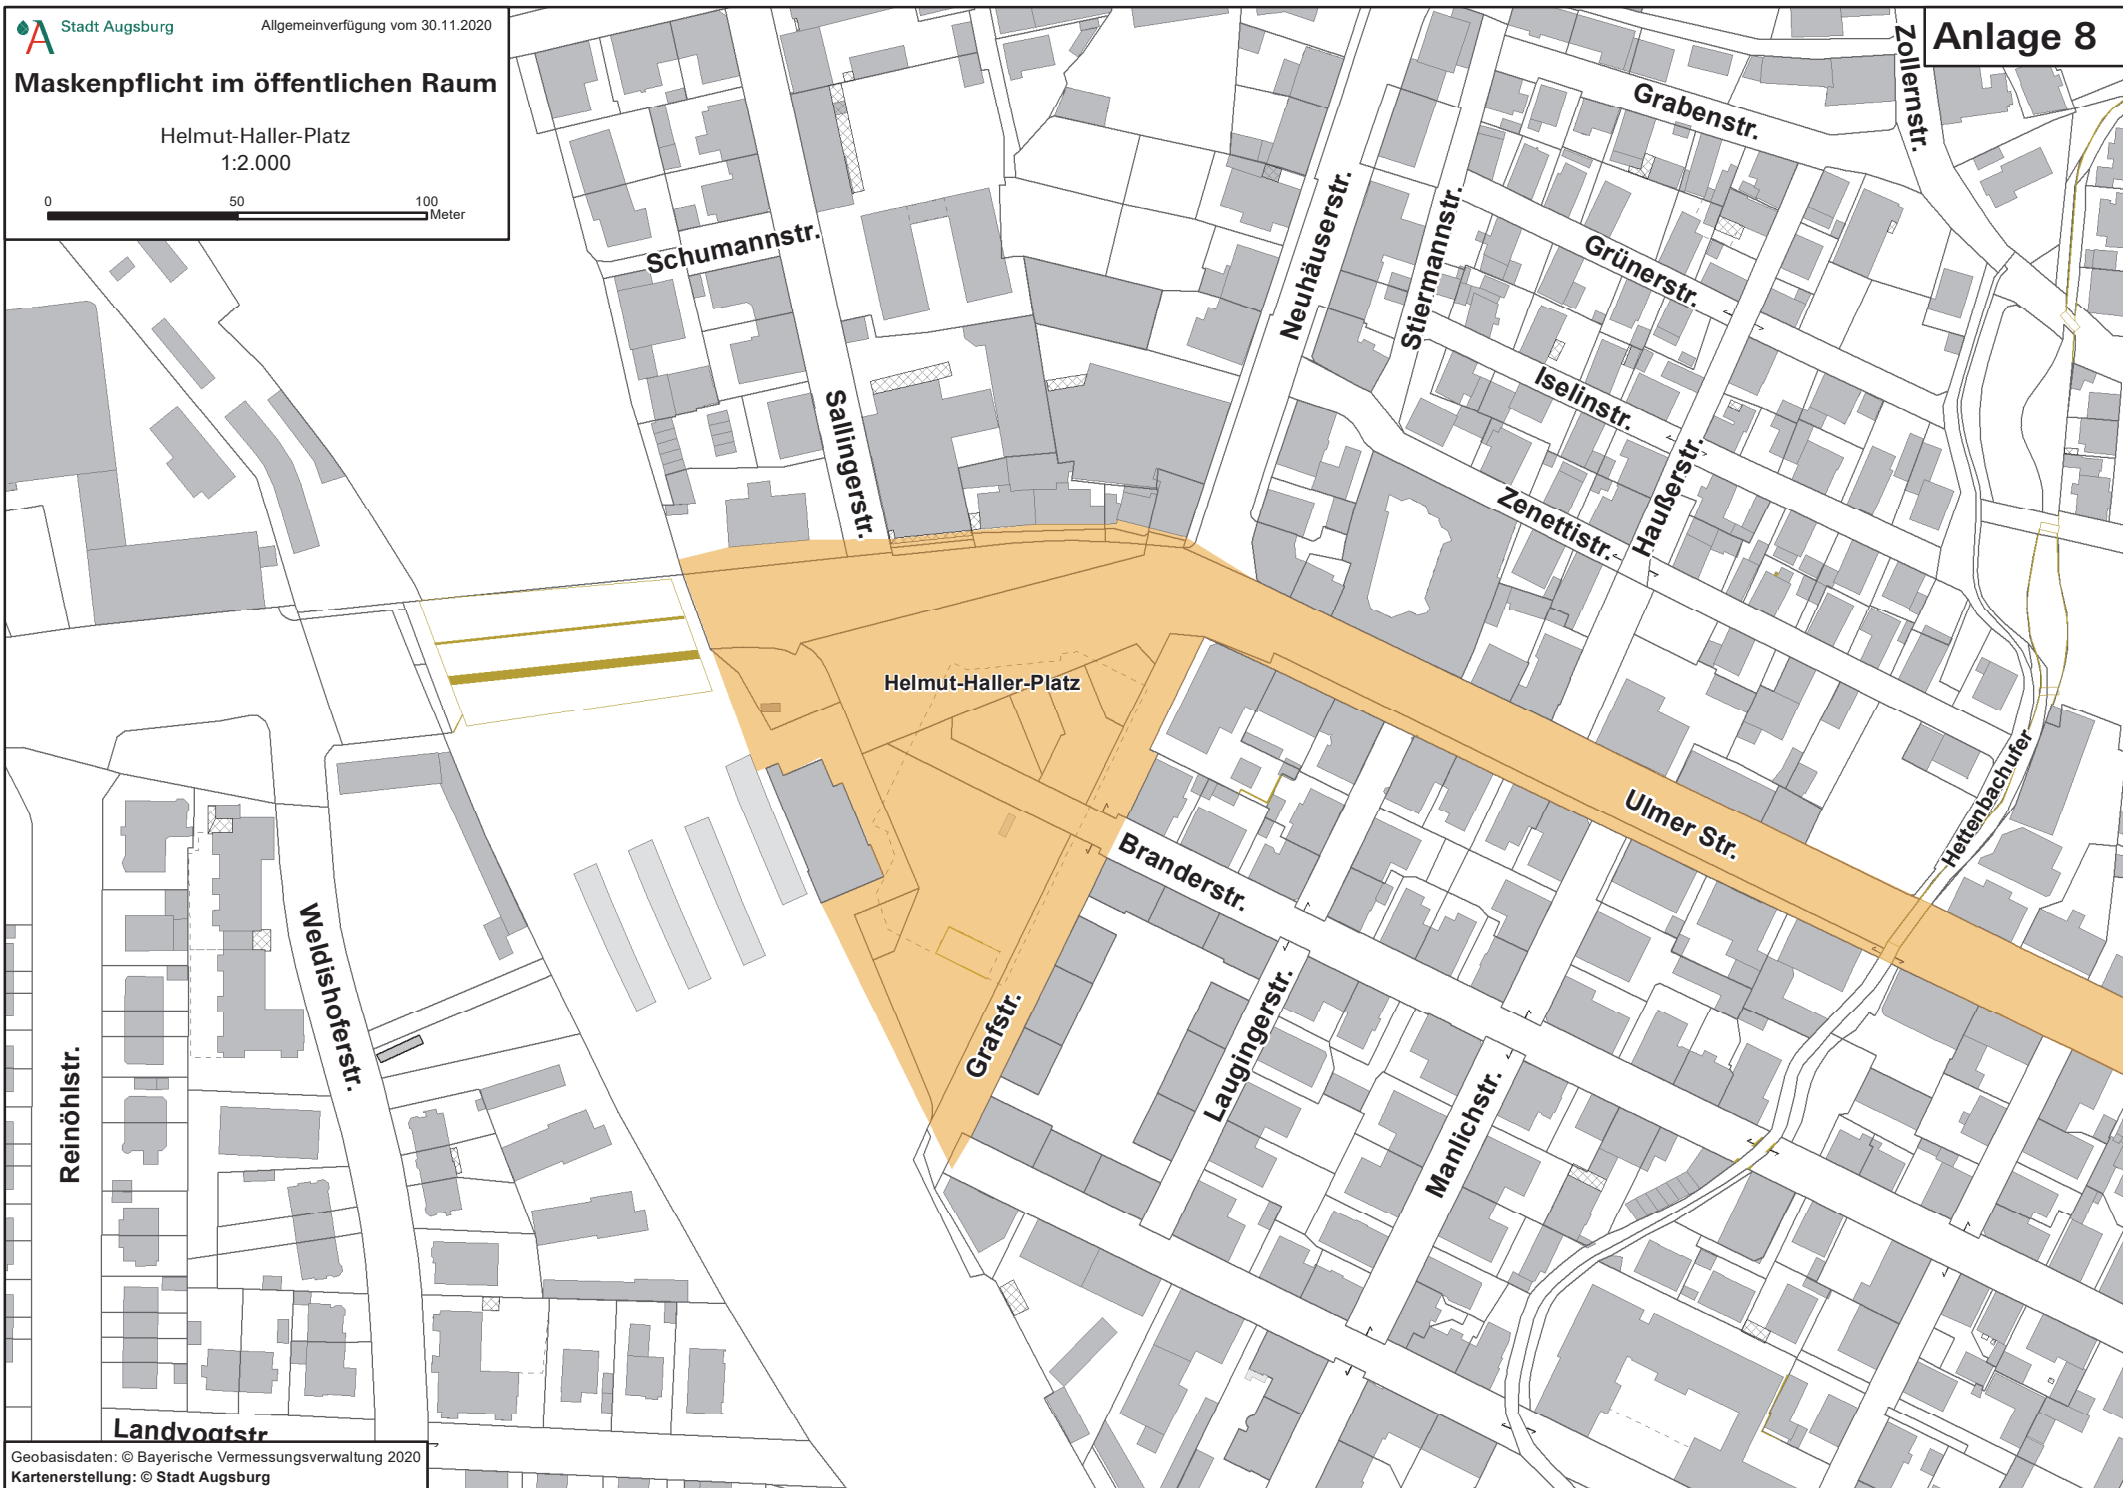 Stadt Augsburg
Allgemeinverfügung vom 30.11.2020
Maskenpflicht im öffentlichen Raum
Helmut-Haller-Platz
1:2.000
0 50 100
Meter
Anlage 8
Zollernstr.
Grabenstr.
Schumannstr.
Neuhäuserstr.
Stiermannstr.
Grünerstr.
Sallingerstr.
Iselinstr.
Haußerstr.
Zenettistr.
Helmut-Haller-Platz
Ulmer Str.
Hettenbachufer
Branderstr.
Weldishoferstr.
Grafstr.
Laugingerstr.
Manlichstr.
Reinöhlstr.
Landvogtstr
Geobasisdaten: © Bayerische Vermessungsverwaltung 2020
Kartenerstellung: © Stadt Augsburg